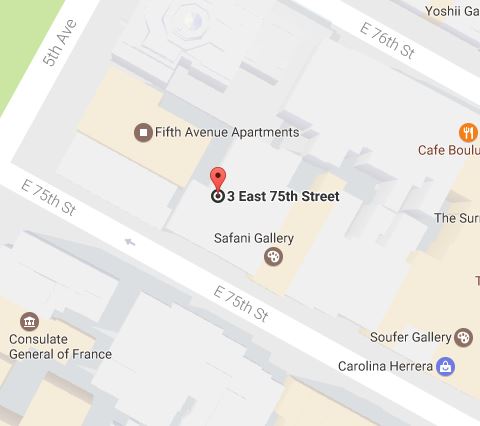 Yoshii Ga
5th Ave
E 76th St
Fifth Avenue Apartments
Cafe Boulu
E 75th St
3 East 75th Street
The Sur
Safani Gallery
E 75th St
Consulate
General of France
Soufer Gallery
Carolina Herrera